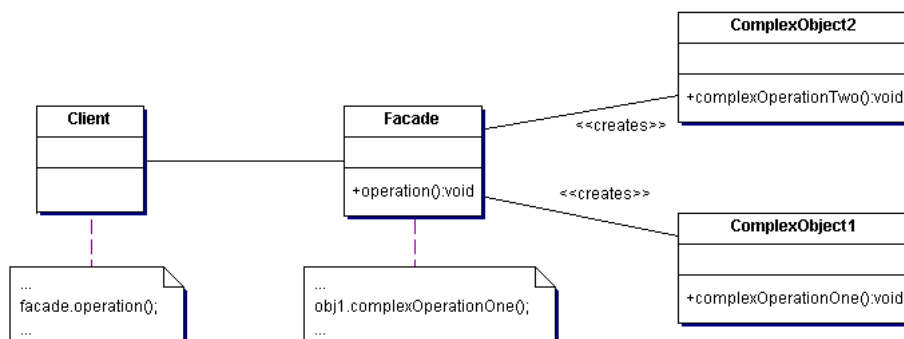 ComplexObject2
+complexOperationTwo():void
<<creates>>
Client
Facade
+operation():void
<<creates>>
ComplexObject1
+complexOperationOne():void
...
facade.operation();
...
...
obj1.complexOperationOne();
...